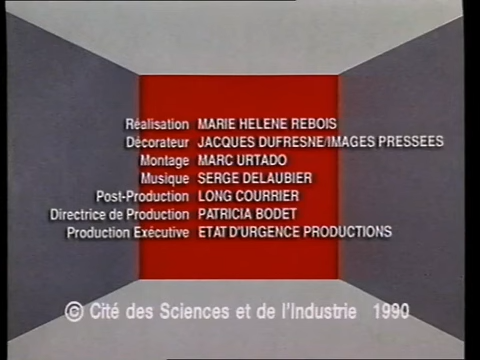 Réalisation MARIE HELENE REBOIS
Décorateur JACQUES DUFRESNE/IMAGES PRESSEES
Montage MARC URTADO
Musique SERGE DELAUBIER
Post-Production LONG COURRIER
Directrice de Production PATRICIA BODET
Production Exécutive ETAT D'URGENCE PRODUCTIONS
© Cité des Sciences et de l'Industrie 1990